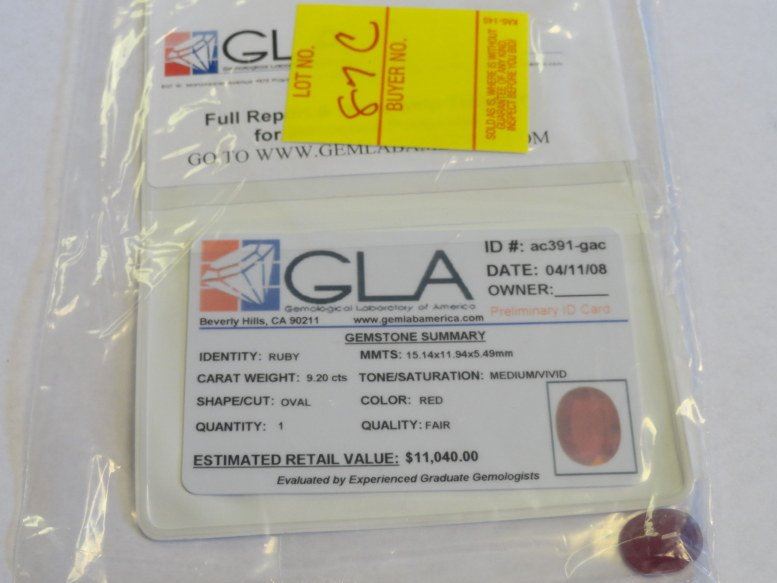 GLA
LOT NO.
87C
BUYER NO.
SOLD AS IS, WHERE IS WITHOUT
GUARANTEE OF ANY KIND
INSPECT BEFORE YOU BID!
Full Rep
for
GO TO WWW.GEMLABAM OM
GLA
Gemological Laboratory of America
Beverly Hills, CA 90211 www.gemlabamerica.com
ID #: ac391-gac
DATE: 04/11/08
OWNER:______
Preliminary ID Card
GEMSTONE SUMMARY
IDENTITY: RUBY MMTS: 15.14x11.94x5.49mm
CARAT WEIGHT: 9.20 cts TONE/SATURATION: MEDIUM/VIVID
SHAPE/CUT: OVAL COLOR: RED
QUANTITY: 1 QUALITY: FAIR
ESTIMATED RETAIL VALUE: $11,040.00
Evaluated by Experienced Graduate Gemologists